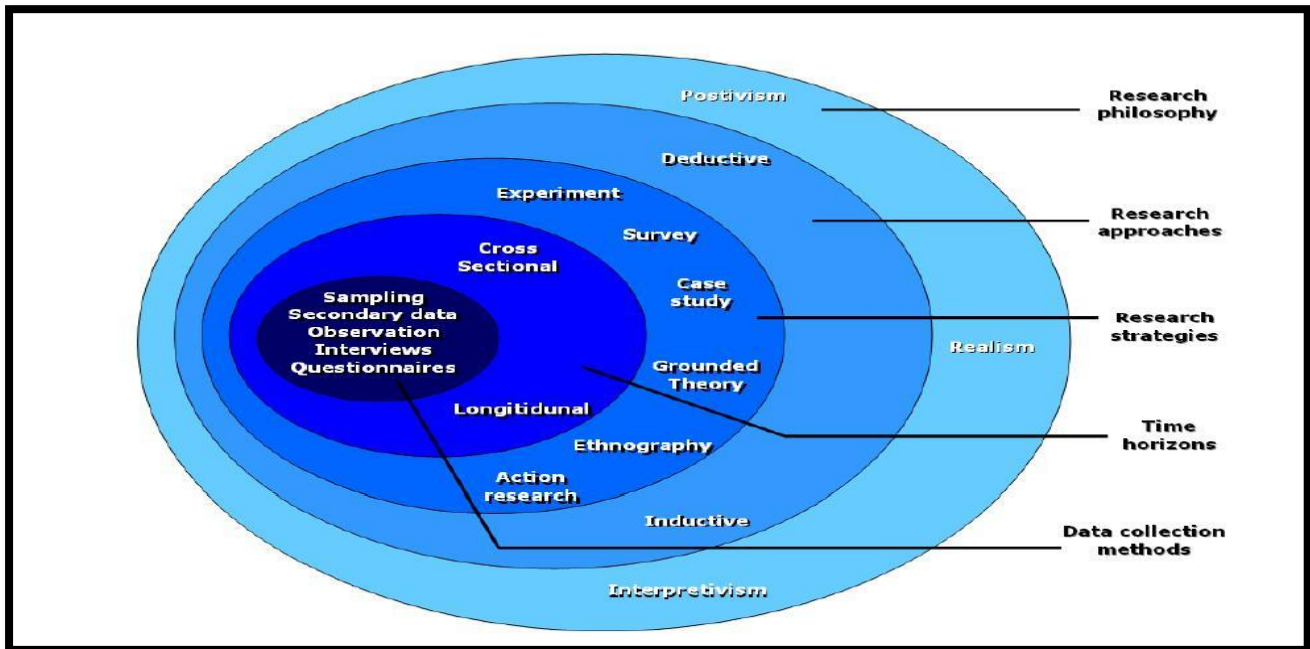 Postivism
Research
philosophy
Deductive
Experiment
Research
approaches
Survey
Cross
Sectional
Case
study
Sampling
Secondary data
Observation
Interviews
Questionnaires
Research
strategies
Realism
Grounded
Theory
Longitidunal
Time
horizons
Ethnography
Action
research
Inductive
Data collection
methods
Interpretivism